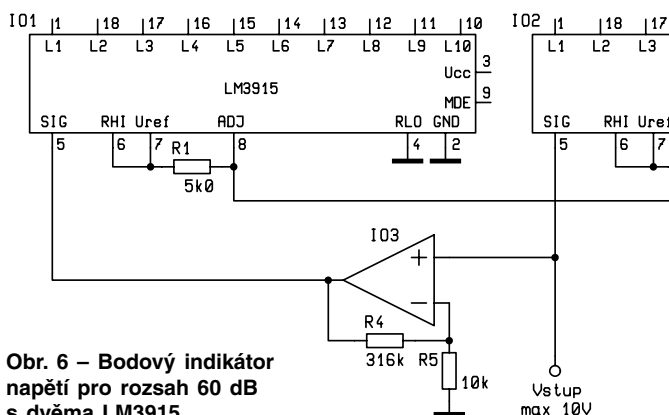 IO1 1 18 17 16 15 14 13 12 11 10 IO2 1 18 17
L1 L2 L3 L4 L5 L6 L7 L8 L9 L10 L1 L2 L3
Ucc 3
LM3915
MDE 9
SIG RHI Uref ADJ RLO GND SIG RHI Uref
5 6 7 8 4 2 5 6 7
R1
5k0
IO3
+
−
R4
316k R5
10k
Obr. 6 – Bodový indikátor
napětí pro rozsah 60 dB
s dvěma LM3915
Vstup
max 10V